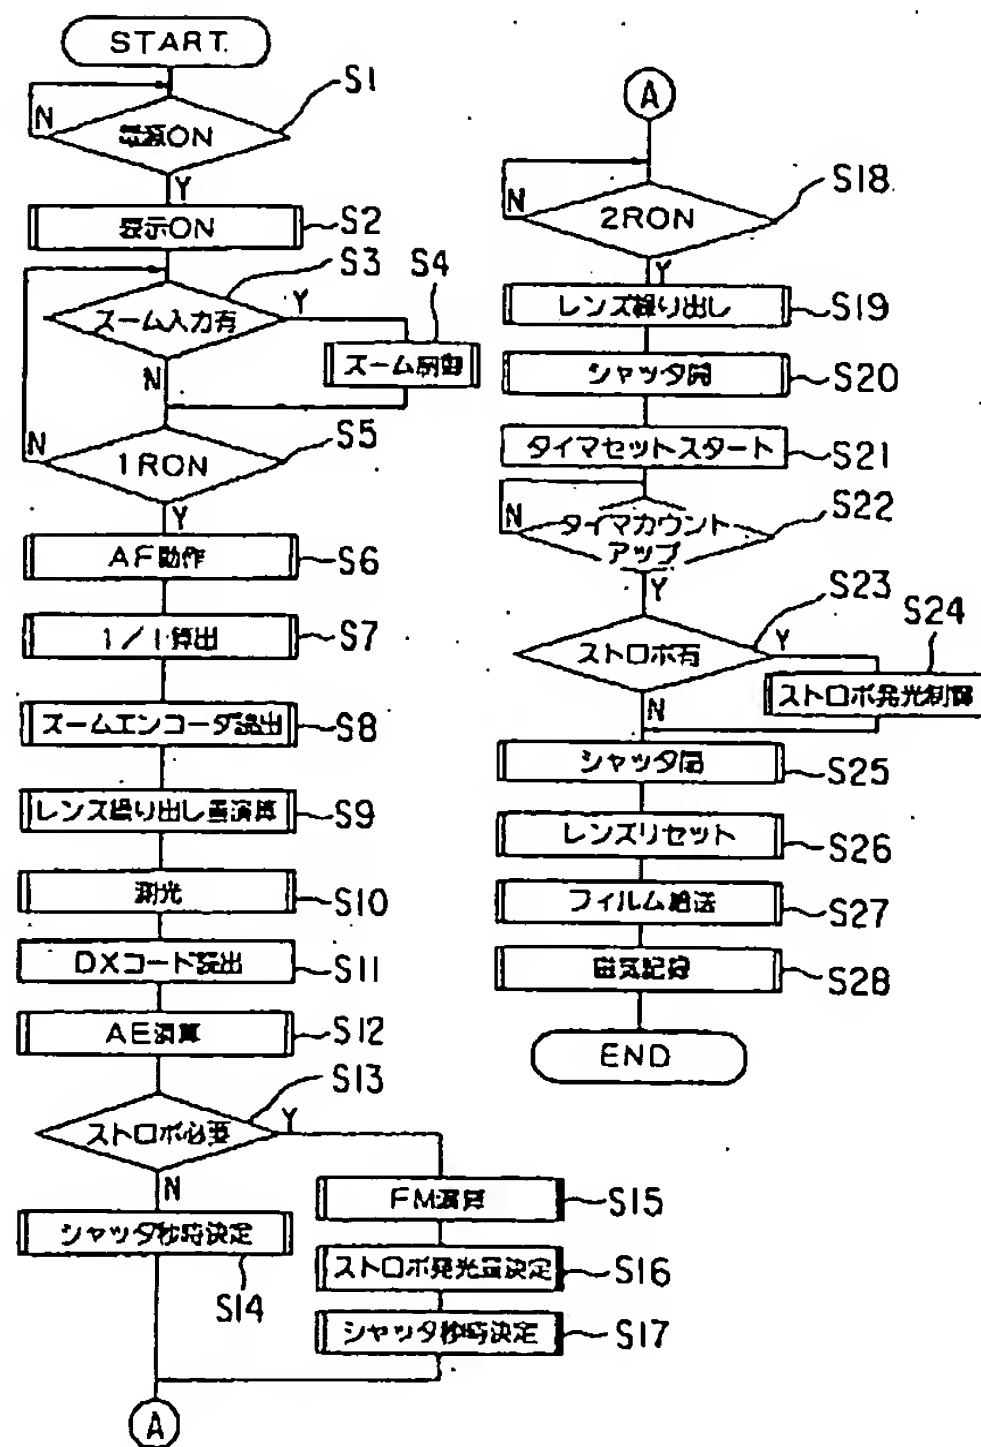 START.
S1
N
電源ON
Y
表示ON
S2
S3
S4
ズーム入力有
Y
ズーム制御
N
S5
N
1RON
Y
AF動作
S6
1/l算出
S7
ズームエンコーダ読出
S8
レンズ繰り出し量演算
S9
測光
S10
DXコード読出
S11
AE演算
S12
S13
ストロボ必要
Y
N
シャッタ秒時決定
S14
FM演算
S15
ストロボ発光量決定
S16
シャッタ秒時決定
S17
A
A
S18
N
2RON
Y
レンズ繰り出し
S19
シャッタ開
S20
タイマセットスタート
S21
S22
N
タイマカウント
アップ
Y
S23
S24
ストロボ有
Y
ストロボ発光制御
N
シャッタ閉
S25
レンズリセット
S26
フィルム給送
S27
磁気記録
S28
END